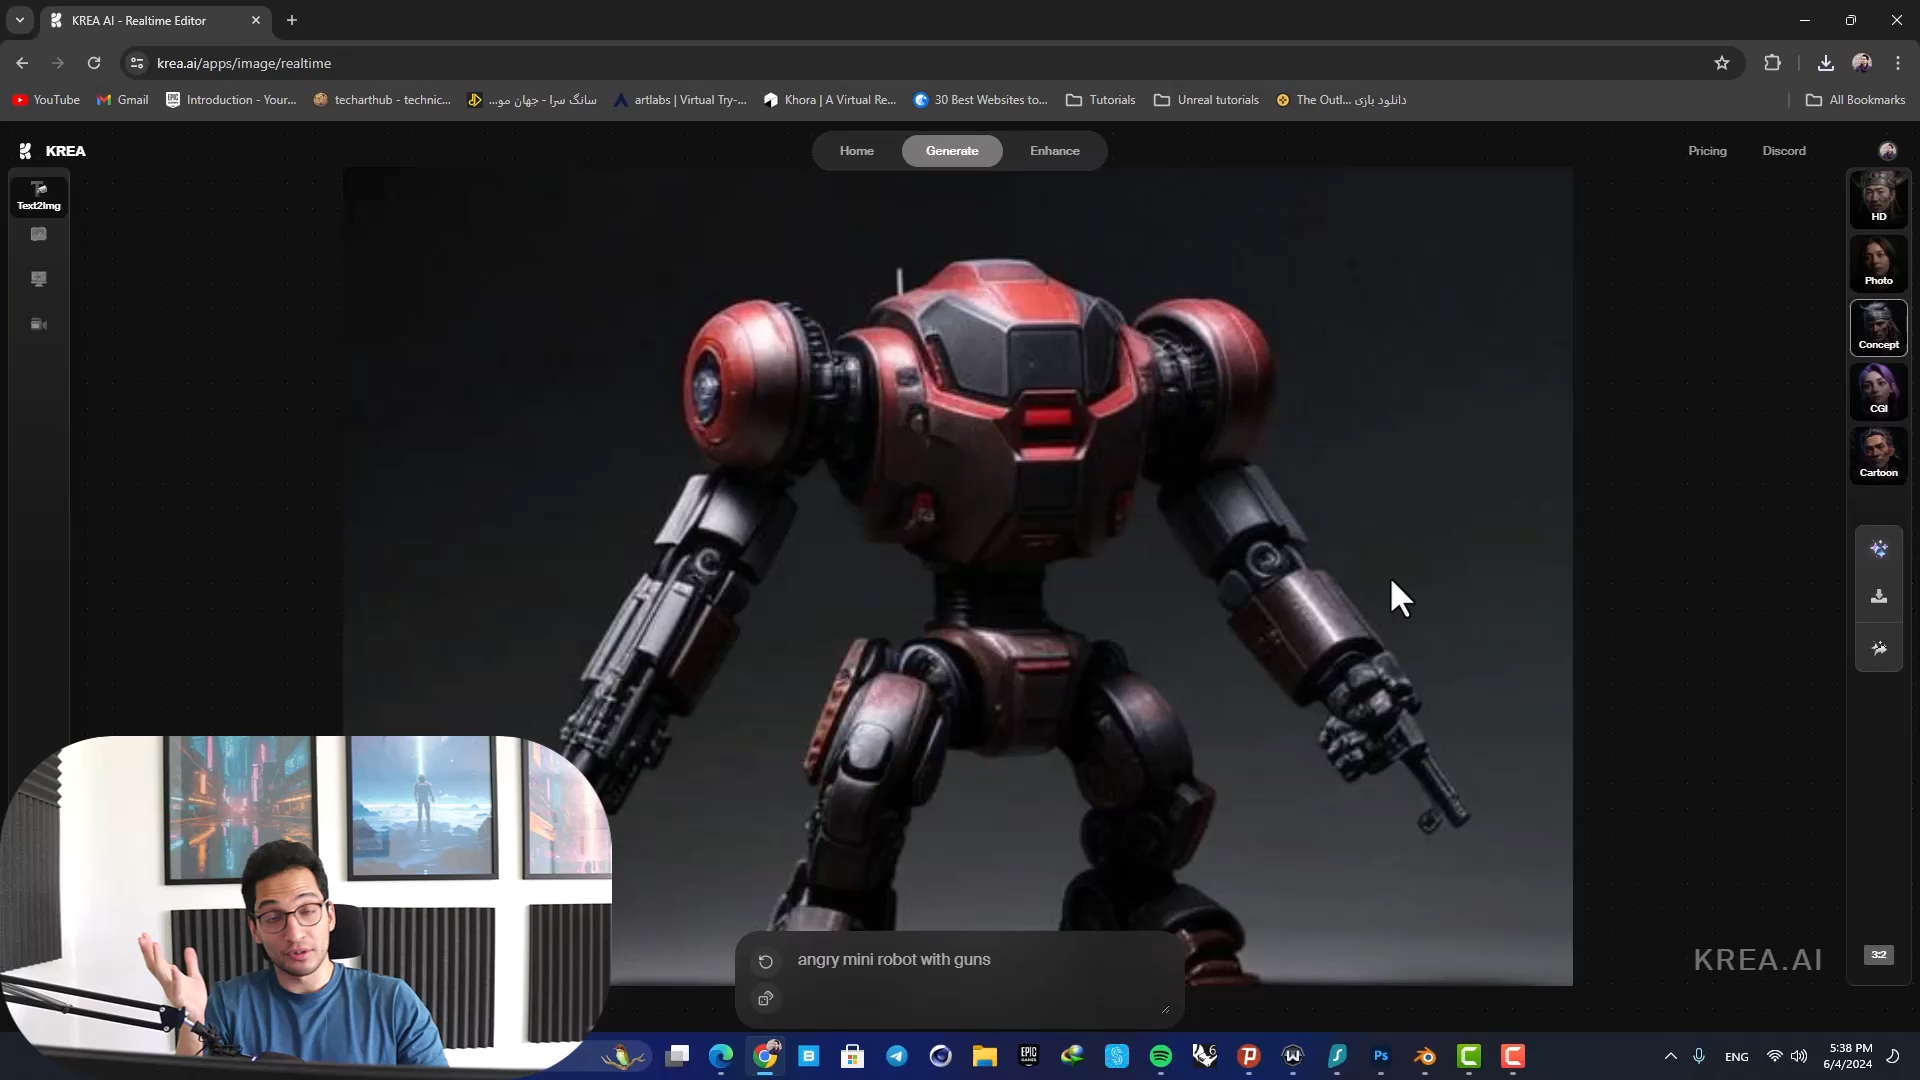 KREA AI - Realtime Editor
krea.ai/apps/image/realtime
YouTube
Gmail
Introduction - Your...
techarthub - technic...
سانگ سرا - جهان مو...
artlabs | Virtual Try-...
Khora | A Virtual Re...
30 Best Websites to...
Tutorials
Unreal tutorials
The Outl... دانلود بازی
All Bookmarks
KREA
Home
Generate
Enhance
Pricing
Discord
Text2Img
HD
Photo
Concept
CGI
Cartoon
angry mini robot with guns
KREA.AI
3:2
EPIC GAMES
6
ENG
5:38 PM
6/4/2024